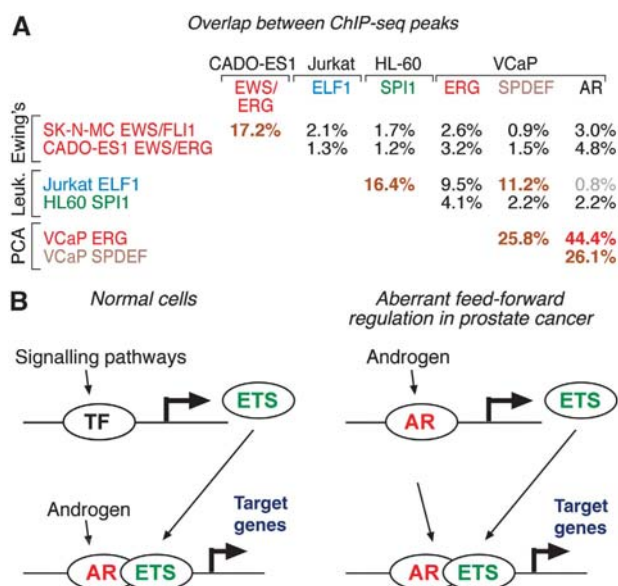 A
Overlap between ChIP-seq peaks
CADO-ES1 Jurkat HL-60 VCaP
EWS/ERG ELF1 SPI1 ERG SPDEF AR
Ewing's
SK-N-MC EWS/FLI1 17.2% 2.1% 1.7% 2.6% 0.9% 3.0%
CADO-ES1 EWS/ERG 1.3% 1.2% 3.2% 1.5% 4.8%
Leuk.
Jurkat ELF1 16.4% 9.5% 11.2% 0.8%
HL60 SPI1 4.1% 2.2% 2.2%
PCA
VCaP ERG 25.8% 44.4%
VCaP SPDEF 26.1%
B
Normal cells
Signalling pathways
TF
ETS
Androgen
Target
genes
AR ETS
Aberrant feed-forward
regulation in prostate cancer
Androgen
AR
ETS
Target
genes
AR ETS